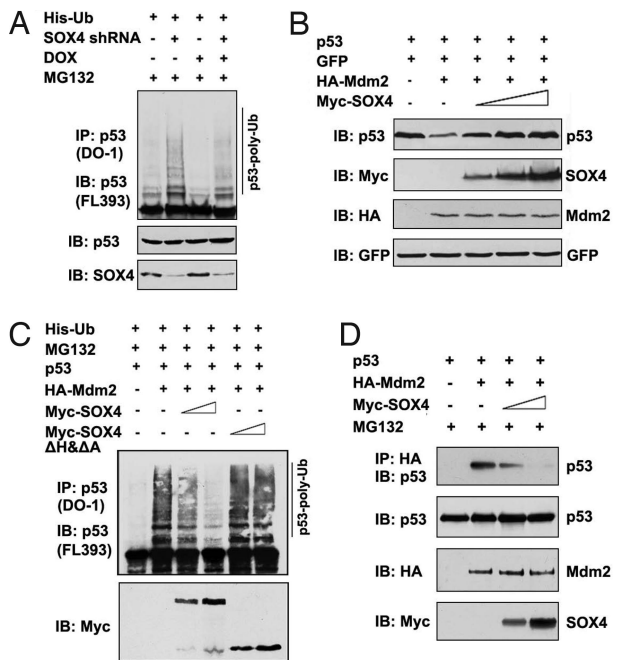 A
His-Ub + + + +
SOX4 shRNA - + - +
DOX - - + +
MG132 + + + +
IP: p53
(DO-1)
IB: p53
(FL393)
p53-poly-Ub
IB: p53
IB: SOX4
B
p53 + + + + +
GFP + + + + +
HA-Mdm2 - + + + +
Myc-SOX4 - -
IB: p53 p53
IB: Myc SOX4
IB: HA Mdm2
IB: GFP GFP
C
His-Ub + + + + + +
MG132 + + + + + +
p53 + + + + + +
HA-Mdm2 - + + + + +
Myc-SOX4 - - - -
Myc-SOX4 - - - -
ΔH&ΔA
IP: p53
(DO-1)
IB: p53
(FL393)
p53-poly-Ub
IB: Myc
D
p53 + + + +
HA-Mdm2 - + + +
Myc-SOX4 - -
MG132 + + + +
IP: HA
IB: p53
p53
IB: p53 p53
IB: HA Mdm2
IB: Myc SOX4